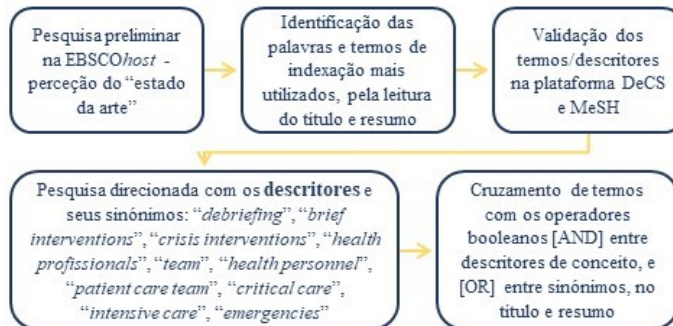 Pesquisa preliminar
na EBSCOhost -
perceção do “estado
da arte”
Identificação das
palavras e termos de
indexação mais
utilizados, pela leitura
do título e resumo
Validação dos
termos/descritores
na plataforma DeCS
e MeSH
Pesquisa direcionada com os descritores e
seus sinónimos: “debriefing”, “brief
interventions”, “crisis interventions”, “health
profissionals”, “team”, “health personnel”,
“patient care team”, “critical care”,
“intensive care”, “emergencies”
Cruzamento de termos
com os operadores
booleanos [AND] entre
descritores de conceito, e
[OR] entre sinónimos, no
título e resumo